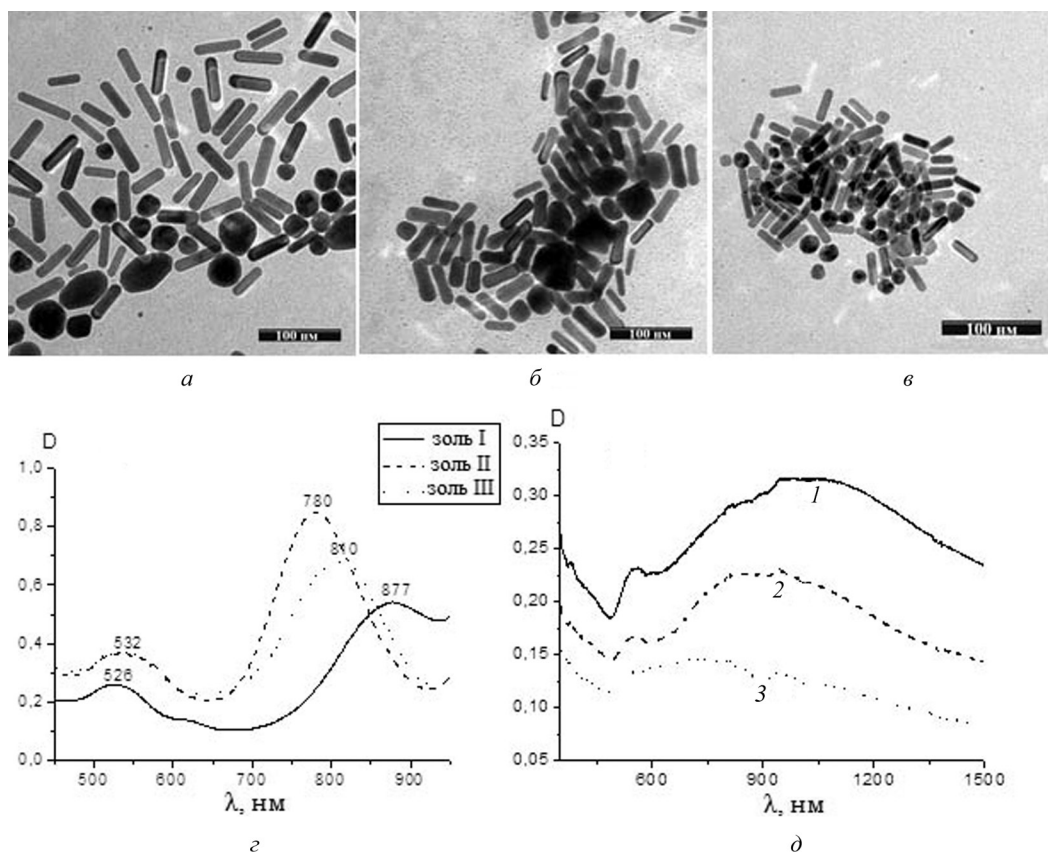 100 нм
100 нм
100 нм
а
б
в
D
1,0
0,8
0,6
0,4
0,2
0,0
780
810
877
532
526
золь I
золь II
золь III
500
600
700
800
900
λ, нм
г
D
0,35
0,30
0,25
0,20
0,15
0,10
0,05
1
2
3
600
900
1200
1500
λ, нм
д